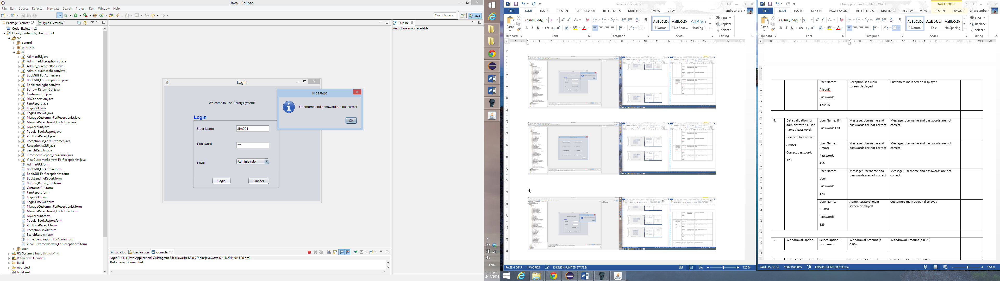 Java - Eclipse
File Edit Source Refactor Navigate Search Project Run Window Help
Quick Access
Java
Package Explorer
Type Hierarchy
Code_Skeleton_v2
Library_System_by_Team_Root
src
control
products
ui
AdiminGUI.java
Admin_addReceptionist.java
Admin_purchaseBook.java
Admin_purchaseReport.java
BookGUI_ForAdmin.java
BookGUI_ForReceptionist.java
BookLendingReport.java
Borrow_Return_GUI.java
CustomerGUI.java
DBConnection.java
FineReport.java
LoginGUI.java
LoginTimeGUI.java
ManageCustomer_ForReceptionist.java
ManageRecepitonist_ForAdmin.java
MyAccount.java
PopularBooksReport.java
PrintFineReceipt.java
Receptionist_addCustomer.java
ReceptionistGUI.java
SearchResults.java
TimeSpendReport_ForAdmin.java
ViewCustomerBorrow_ForReceptionist.java
AdiminGUI.form
BookGUI_ForAdmin.form
BookGUI_ForReceptionist.form
BookLendingReport.form
Borrow_Return_GUI.form
CustomerGUI.form
FineReport.form
LoginGUI.form
LoginTimeGUI.form
ManageCustomer_ForReceptionist.form
ManageRecepitonist_ForAdmin.form
MyAccount.form
PopularBooksReport.form
PrintFineReceipt.form
ReceptionistGUI.form
SearchResults.form
TimeSpendReport_ForAdmin.form
ViewCustomerBorrow_ForReceptionist.form
user
JRE System Library [JavaSE-1.7]
Referenced Libraries
build
nbproject
build.xml
Login
Welcome to use Library System!
Login
User Name Jim001
Password ***
Level Administrator
Login Cancel
Message
Username and password are not correct
OK
Javadoc Declaration Console
LoginGUI (1) [Java Application] C:\Program Files\Java\jre1.8.0_20\bin\javaw.exe (2/11/2014 9:44:06 pm)
Database connected
Outline
An outline is not available.
ENG
10:16 p.m.
2/11/2014
Sceenshots - Word
FILE HOME INSERT DESIGN PAGE LAYOUT REFERENCES MAILINGS REVIEW VIEW
andre andre
Calibri (Body) 11
Paste
AaBbCcDc AaBbCcDc AaBbCc
¶ Normal ¶ No Spac... Heading 1
Find
Replace
Select
Clipboard Font Paragraph Styles Editing
4)
PAGE 4 OF 5 4 WORDS ENGLISH (UNITED STATES) 120 %
Library program Test Plan - Word
TABLE TOOLS
FILE HOME INSERT DESIGN PAGE LAYOUT REFERENCES MAILINGS REVIEW VIEW DESIGN LAYOUT
andre andre
Calibri (Body) 9
Paste
AaBbCcDc AaBbCcl AaBbCcDc
¶ Normal Title No Spacing
Find
Replace
Select
Clipboard Font Paragraph Styles Editing
User Name:
AlisonD
Password:
123456
Receptionist's main
screen displayed
Customers main screen displayed
4.
Data validation for
administrator's user
name / password.
Correct User name:
Jim001
Correct password:
123
User Name: Jim
Password: 123
Message: Username and
passwords are not correct
Message: Username and passwords are not
correct
User Name:
Jim001
Password:
456
Message: Username and
passwords are not correct
Message: Username and passwords are not
correct
User Name:
User
Password:
123
Message: Username and
passwords are not correct
Message: Username and passwords are not
correct
User Name:
Jim001
Password:
123
Administrators' main
screen displayed
Customers main screen displayed
5.
Withdrawal Option
Select Option 1
from menu
Withdrawal Amount (>
0.00)
Withdrawal Amount (> 0.00)
PAGE 35 OF 39 1889 WORDS ENGLISH (UNITED STATES) 110 %